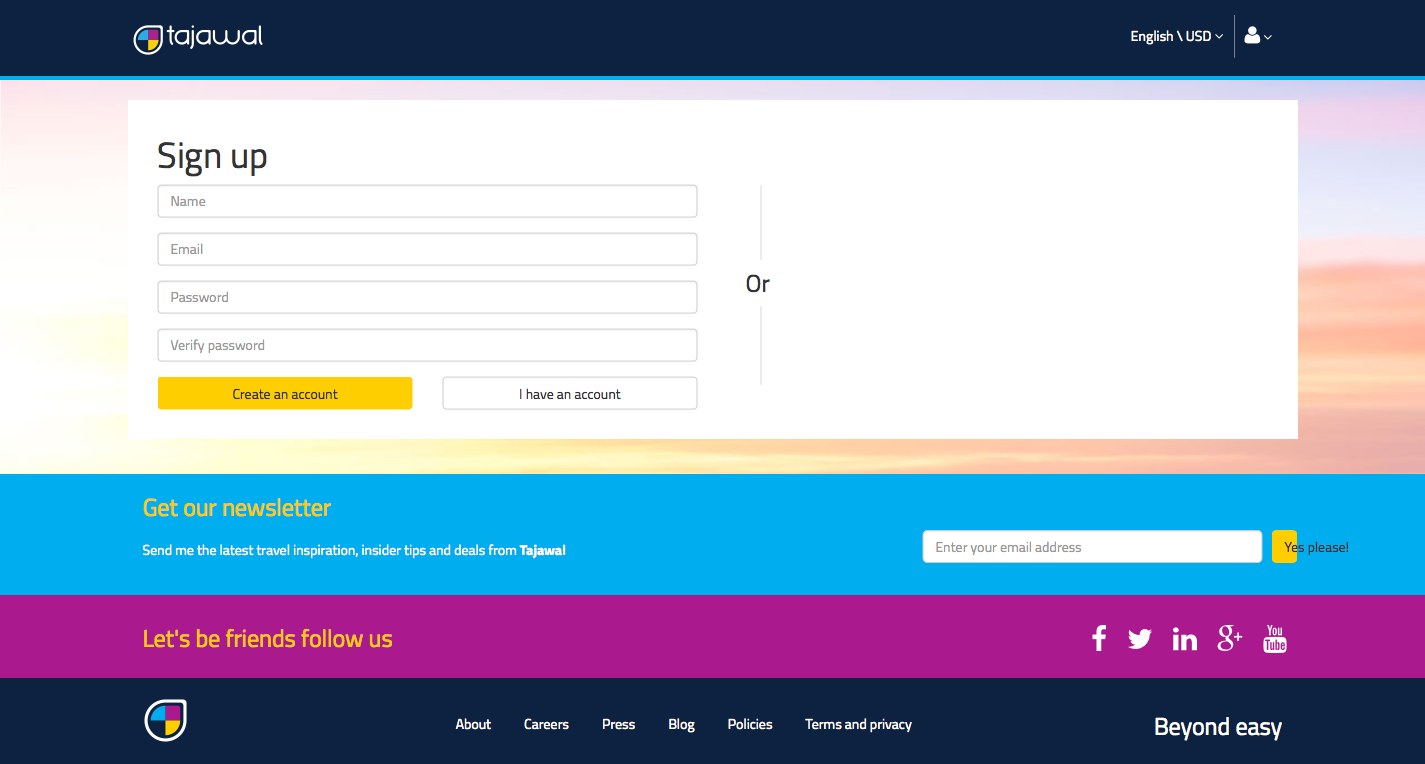 tajawal
English \ USD
Sign up
Name
Email
Or
Password
Verify password
Create an account
I have an account
Get our newsletter
Send me the latest travel inspiration, insider tips and deals from Tajawal
Enter your email address
Yes please!
Let's be friends follow us
f
in
g+
You
Tube
About
Careers
Press
Blog
Policies
Terms and privacy
Beyond easy